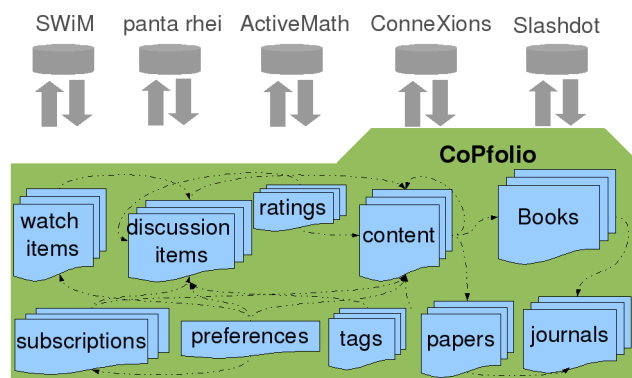 SWiM panta rhei ActiveMath ConneXions Slashdot
CoPfolio
watch items
discussion items
ratings
content
Books
subscriptions
preferences
tags
papers
journals